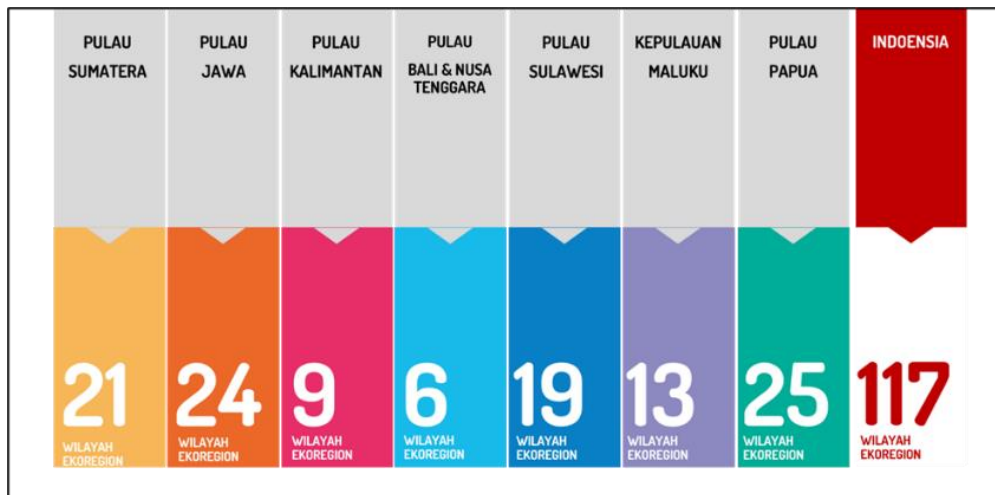 PULAU
SUMATERA
PULAU
JAWA
PULAU
KALIMANTAN
PULAU
BALI & NUSA
TENGGARA
PULAU
SULAWESI
KEPULAUAN
MALUKU
PULAU
PAPUA
INDOENSIA
21
WILAYAH
EKOREGION
24
WILAYAH
EKOREGION
9
WILAYAH
EKOREGION
6
WILAYAH
EKOREGION
19
WILAYAH
EKOREGION
13
WILAYAH
EKOREGION
25
WILAYAH
EKOREGION
117
WILAYAH
EKOREGION